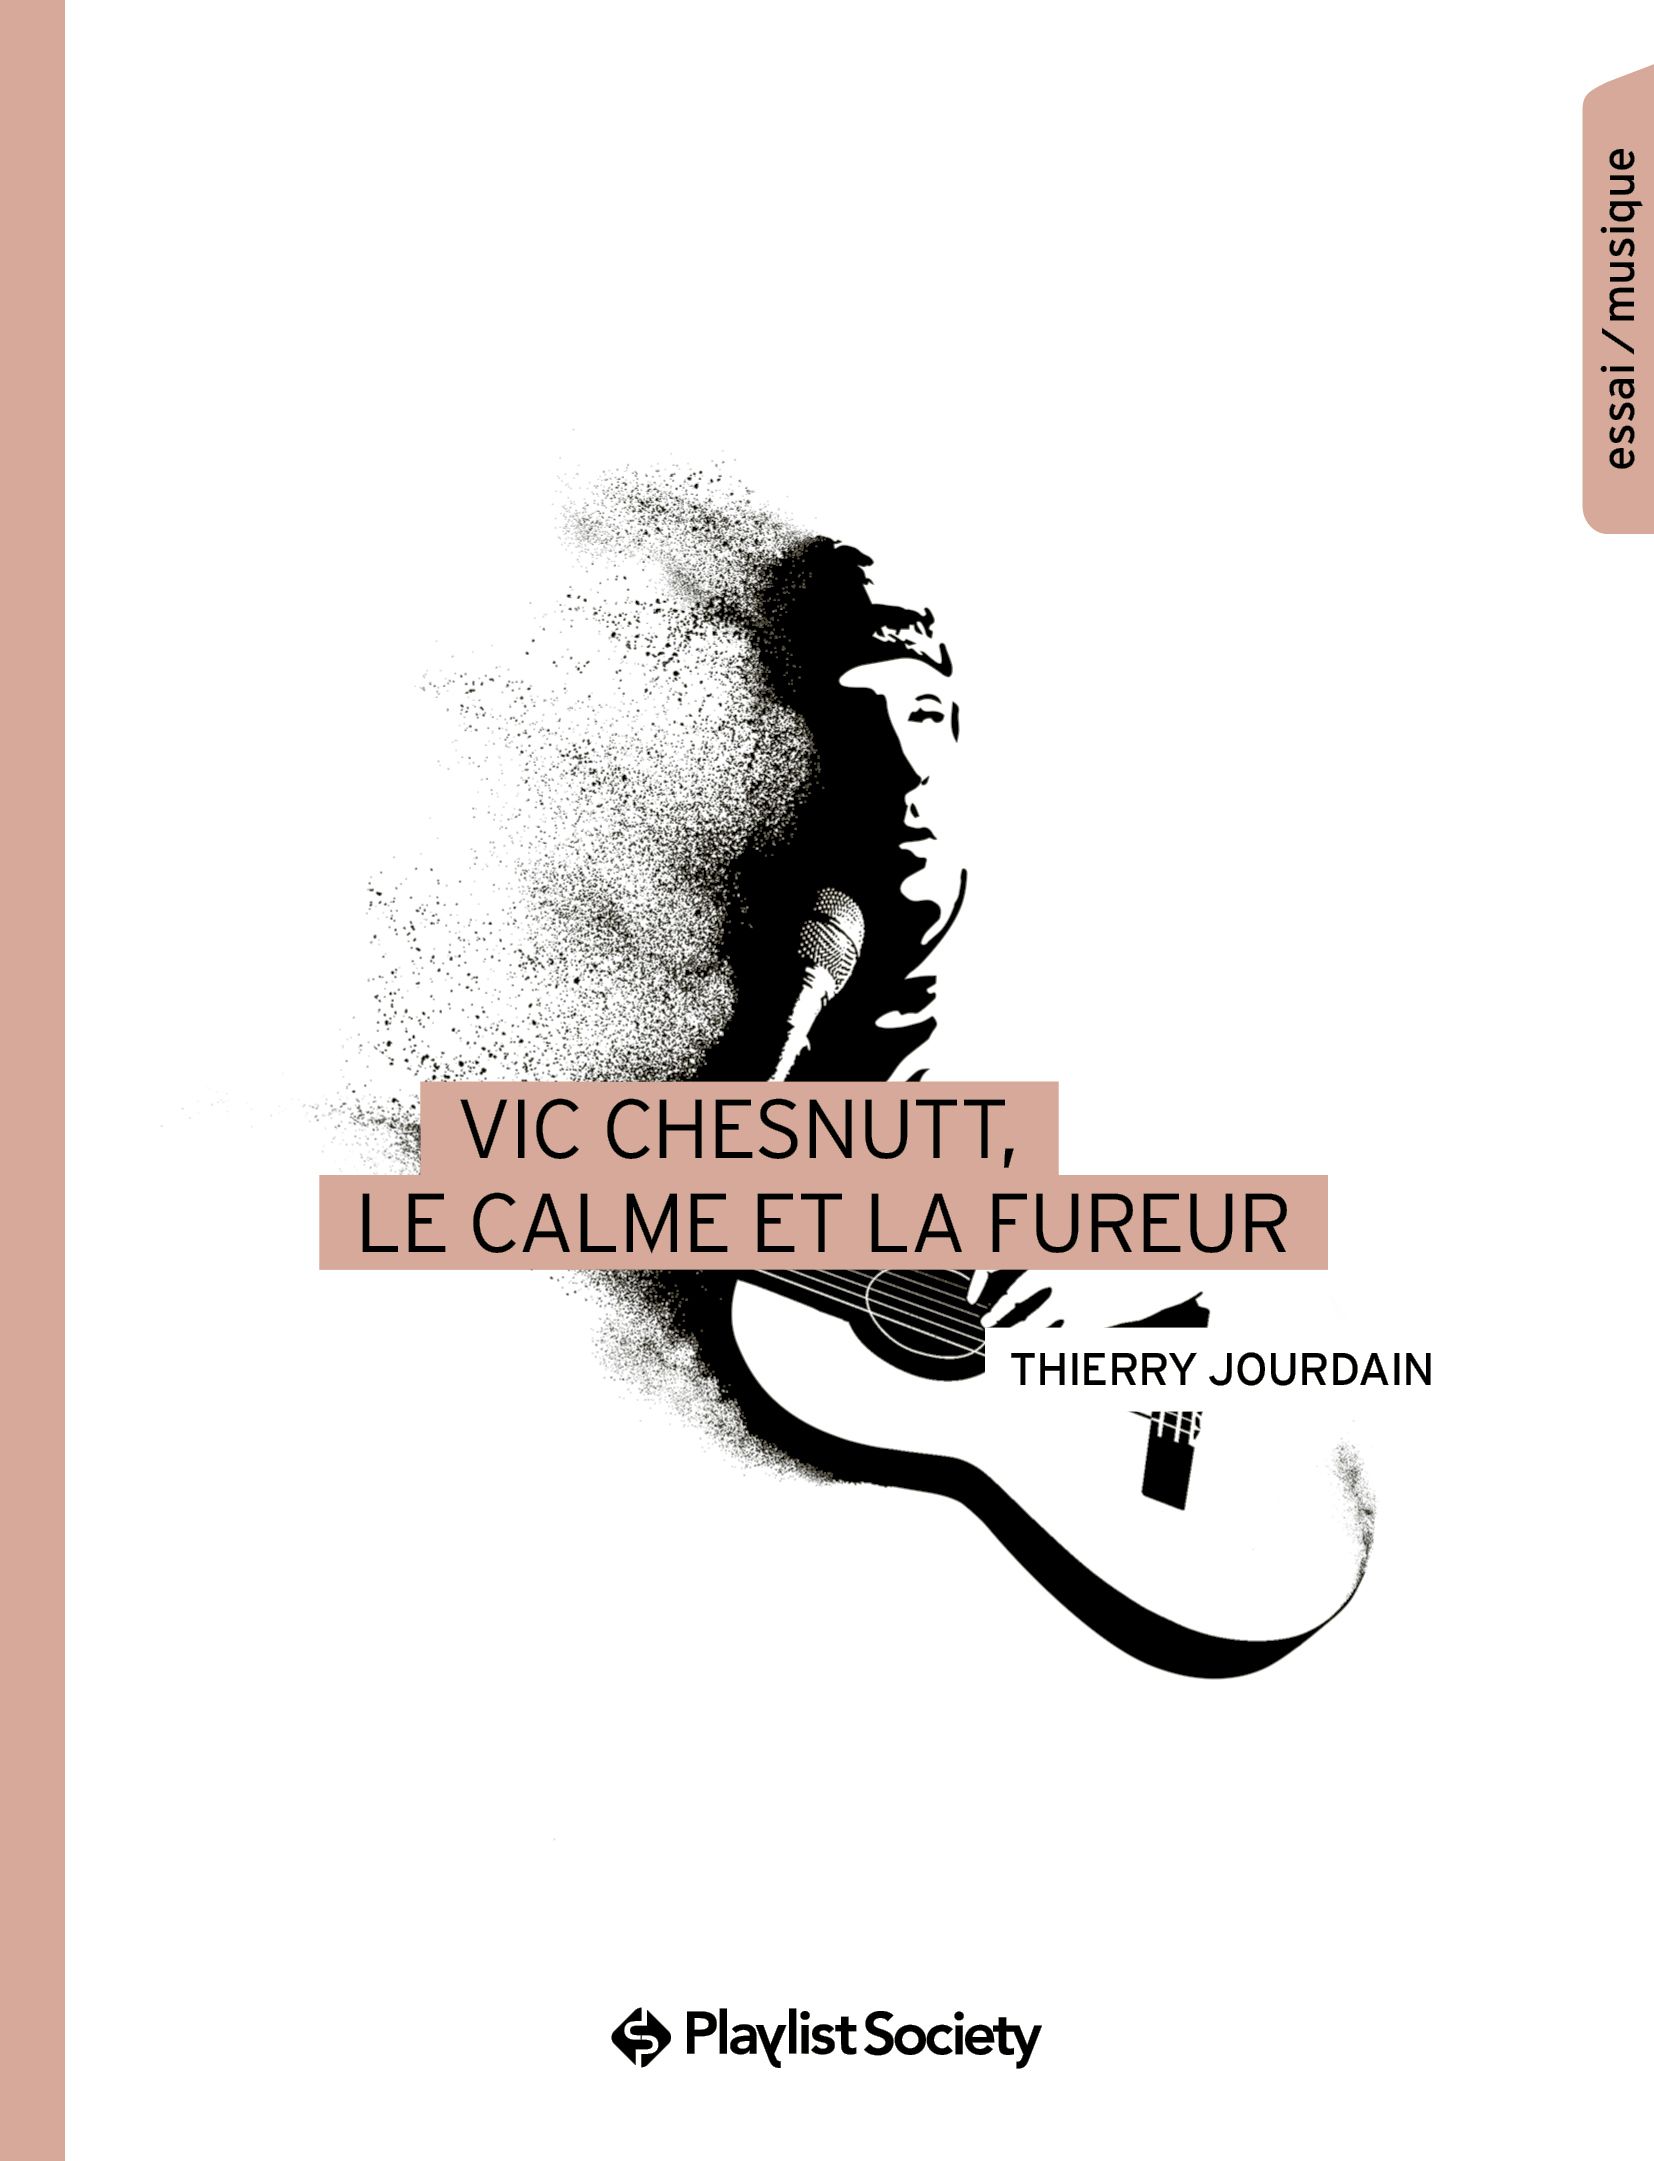 essai / musique
VIC CHESNUTT,
LE CALME ET LA FUREUR
THIERRY JOURDAIN
Playlist Society